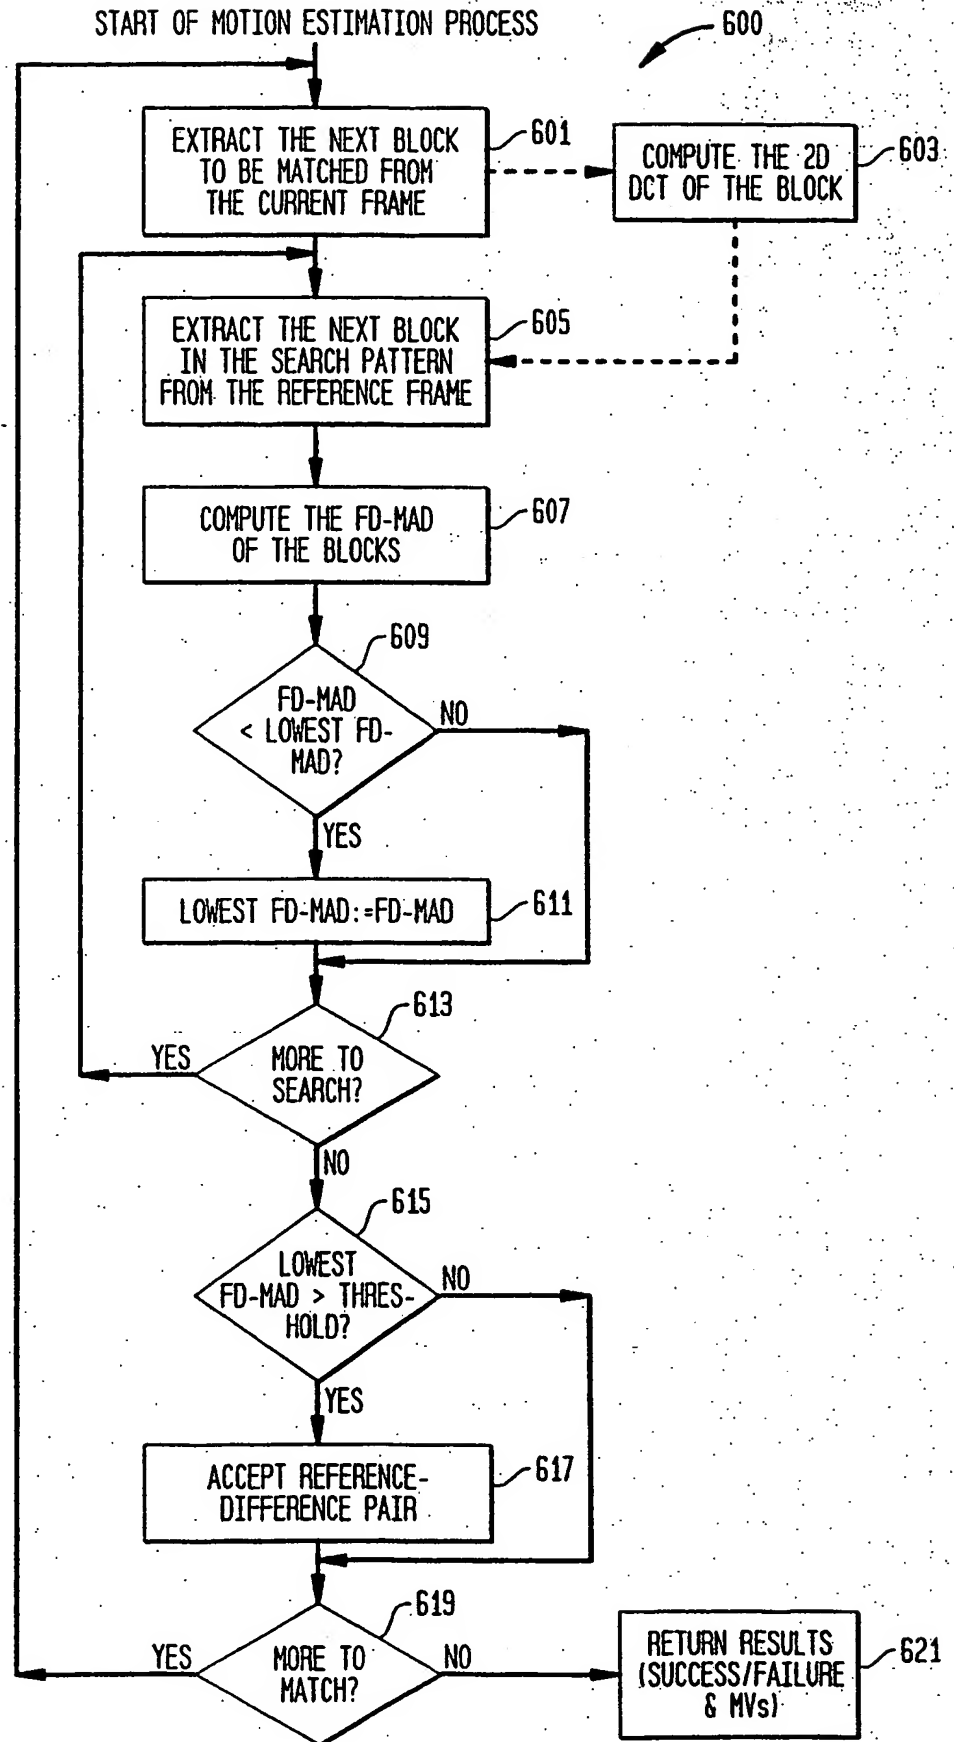 START OF MOTION ESTIMATION PROCESS
600
EXTRACT THE NEXT BLOCK
TO BE MATCHED FROM
THE CURRENT FRAME
601
COMPUTE THE 2D
DCT OF THE BLOCK
603
EXTRACT THE NEXT BLOCK
IN THE SEARCH PATTERN
FROM THE REFERENCE FRAME
605
COMPUTE THE FD-MAD
OF THE BLOCKS
607
609
FD-MAD
< LOWEST FD-
MAD?
NO
YES
LOWEST FD-MAD:=FD-MAD
611
613
MORE TO
SEARCH?
YES
NO
615
LOWEST
FD-MAD > THRES-
HOLD?
NO
YES
ACCEPT REFERENCE-
DIFFERENCE PAIR
617
619
MORE TO
MATCH?
YES
NO
RETURN RESULTS
(SUCCESS/FAILURE
& MVs)
621